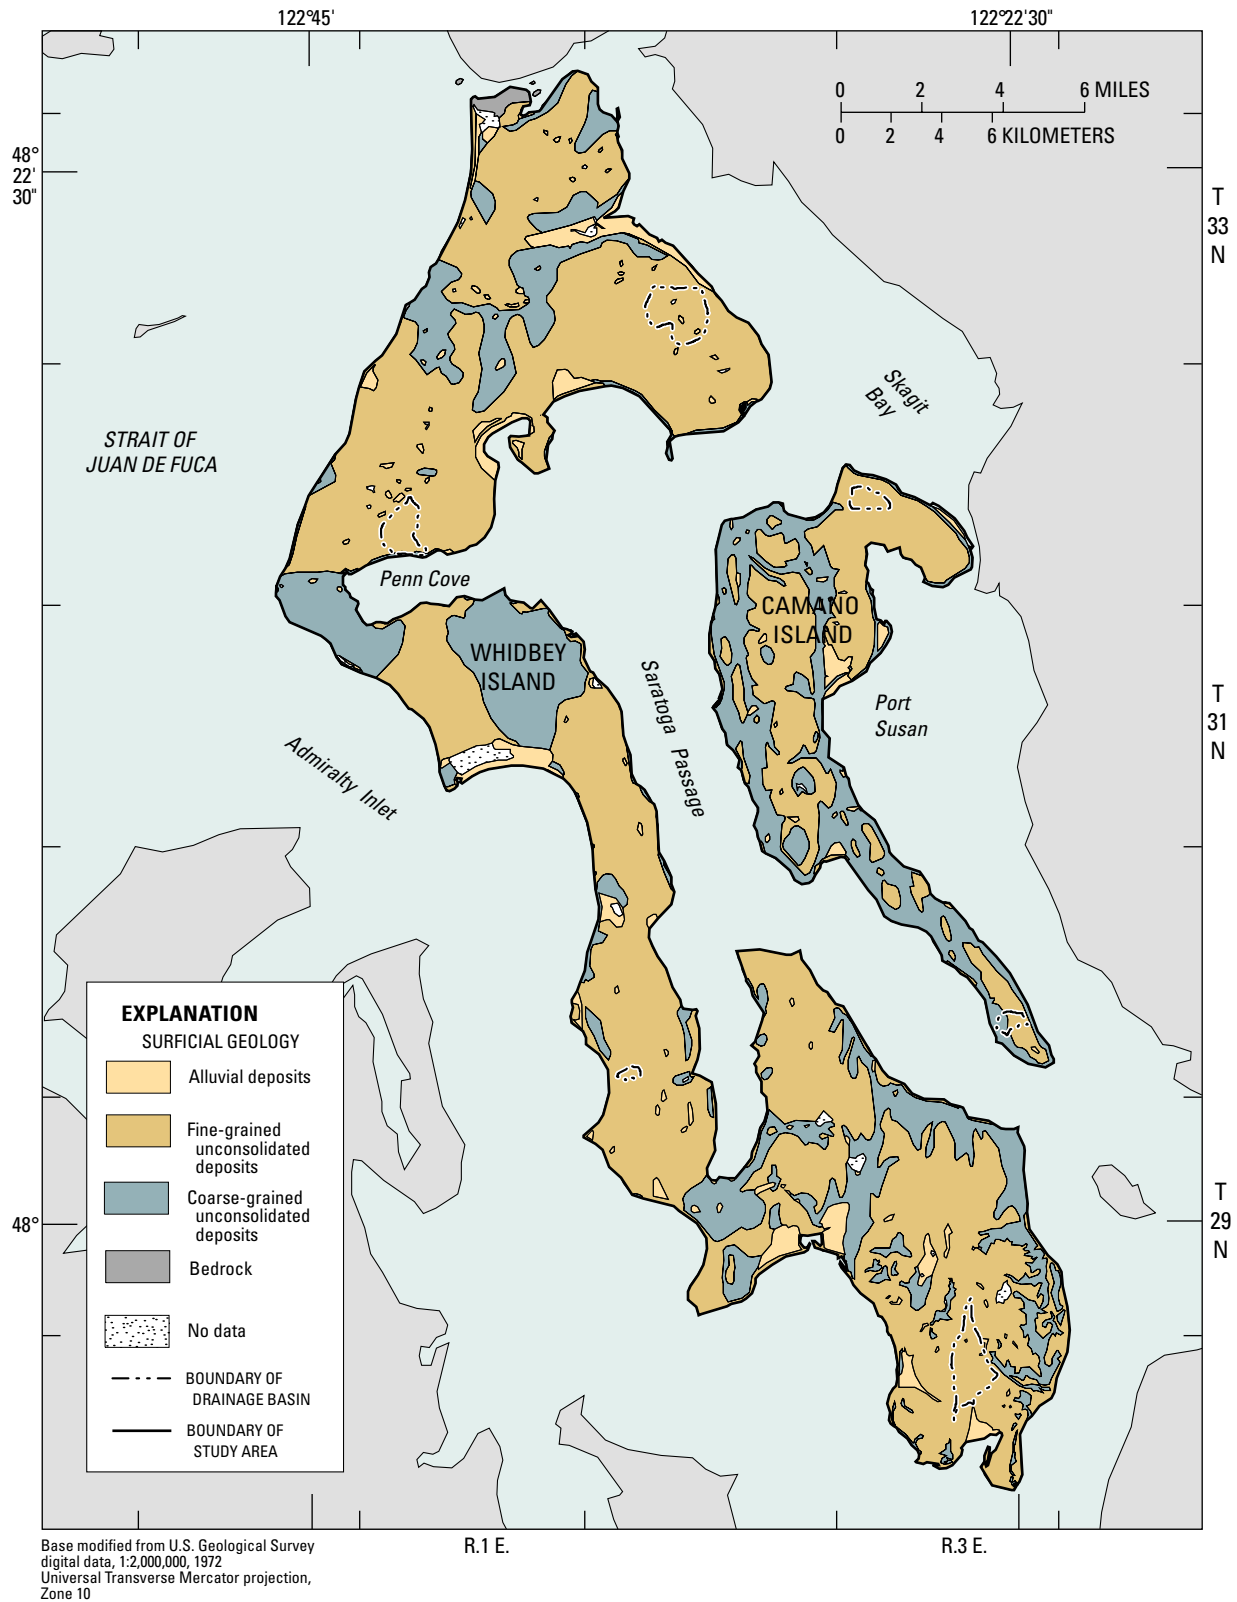 122°45'
122°22'30"
0 2 4 6 MILES
0 2 4 6 KILOMETERS
48°
22'
30"
T
33
N
Skagit
Bay
STRAIT OF
JUAN DE FUCA
Penn Cove
CAMANO
ISLAND
WHIDBEY
ISLAND
Saratoga Passage
Port
Susan
T
31
N
Admiralty Inlet
EXPLANATION
SURFICIAL GEOLOGY
Alluvial deposits
Fine-grained
unconsolidated
deposits
Coarse-grained
unconsolidated
deposits
Bedrock
No data
BOUNDARY OF
DRAINAGE BASIN
BOUNDARY OF
STUDY AREA
48°
T
29
N
R.1 E.
R.3 E.
Base modified from U.S. Geological Survey
digital data, 1:2,000,000, 1972
Universal Transverse Mercator projection,
Zone 10